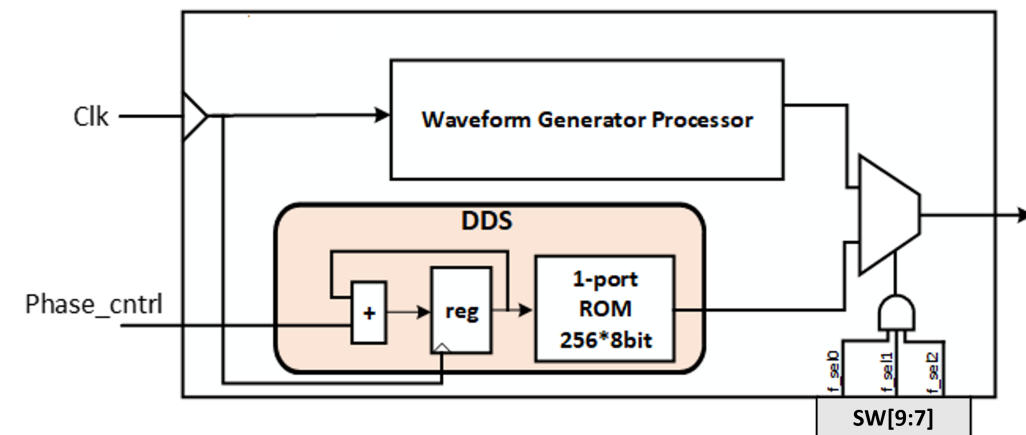 Clk
Waveform Generator Processor
DDS
Phase_cntrl
+
reg
1-port
ROM
256*8bit
f_sel0
f_sel1
f_sel2
SW[9:7]